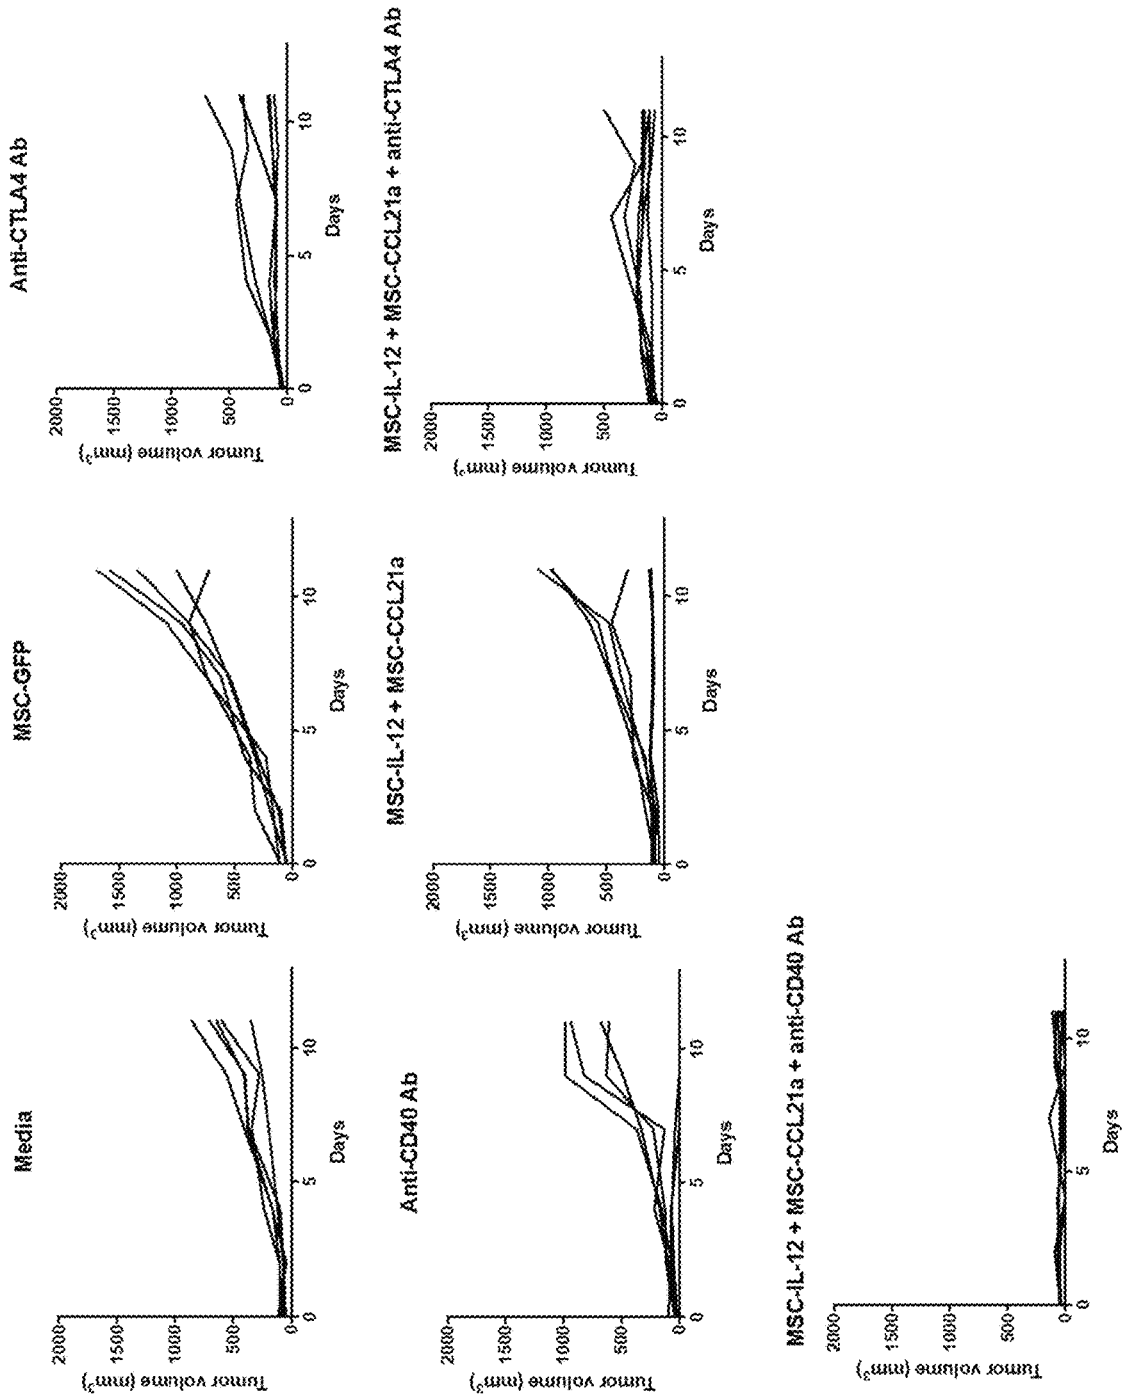 Media
Tumor volume (mm³)
2000
1500
1000
500
0
0
5
10
Days
MSC-GFP
Tumor volume (mm³)
2000
1500
1000
500
0
0
5
10
Days
Anti-CTLA4 Ab
Tumor volume (mm³)
2000
1500
1000
500
0
0
5
10
Days
Anti-CD40 Ab
Tumor volume (mm³)
2000
1500
1000
500
0
0
5
10
Days
MSC-IL-12 + MSC-CCL21a
Tumor volume (mm³)
2000
1500
1000
500
0
0
5
10
Days
MSC-IL-12 + MSC-CCL21a + anti-CTLA4 Ab
Tumor volume (mm³)
2000
1500
1000
500
0
0
5
10
Days
MSC-IL-12 + MSC-CCL21a + anti-CD40 Ab
Tumor volume (mm³)
2000
1500
1000
500
0
0
5
10
Days